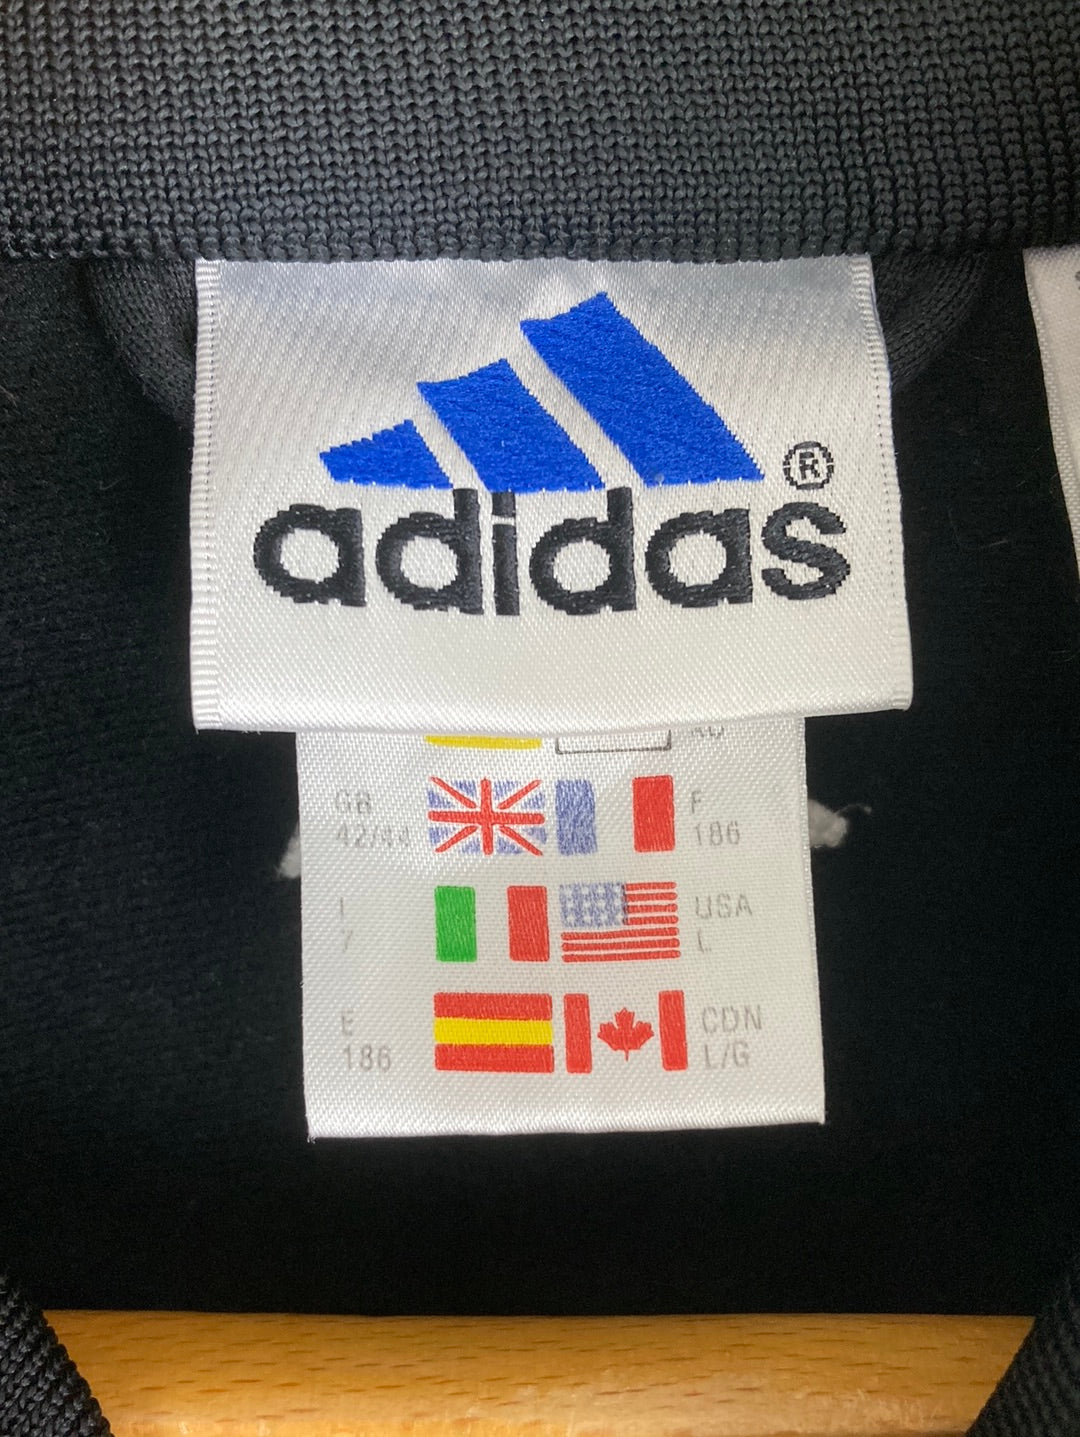 adidas ®
GB
42/44
F
186
I
7
USA
L
E
186
CDN
L/G